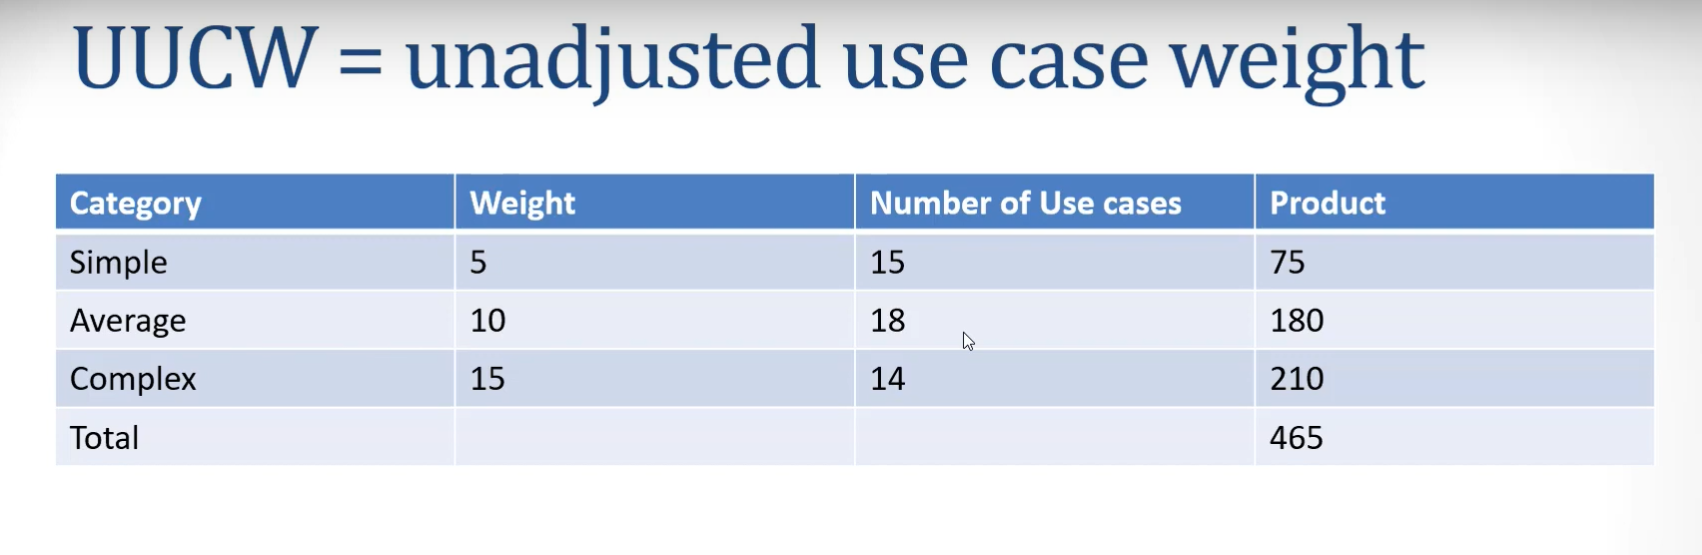 UUCW = unadjusted use case weight
Category Weight Number of Use cases Product
Simple 5 15 75
Average 10 18 180
Complex 15 14 210
Total 465